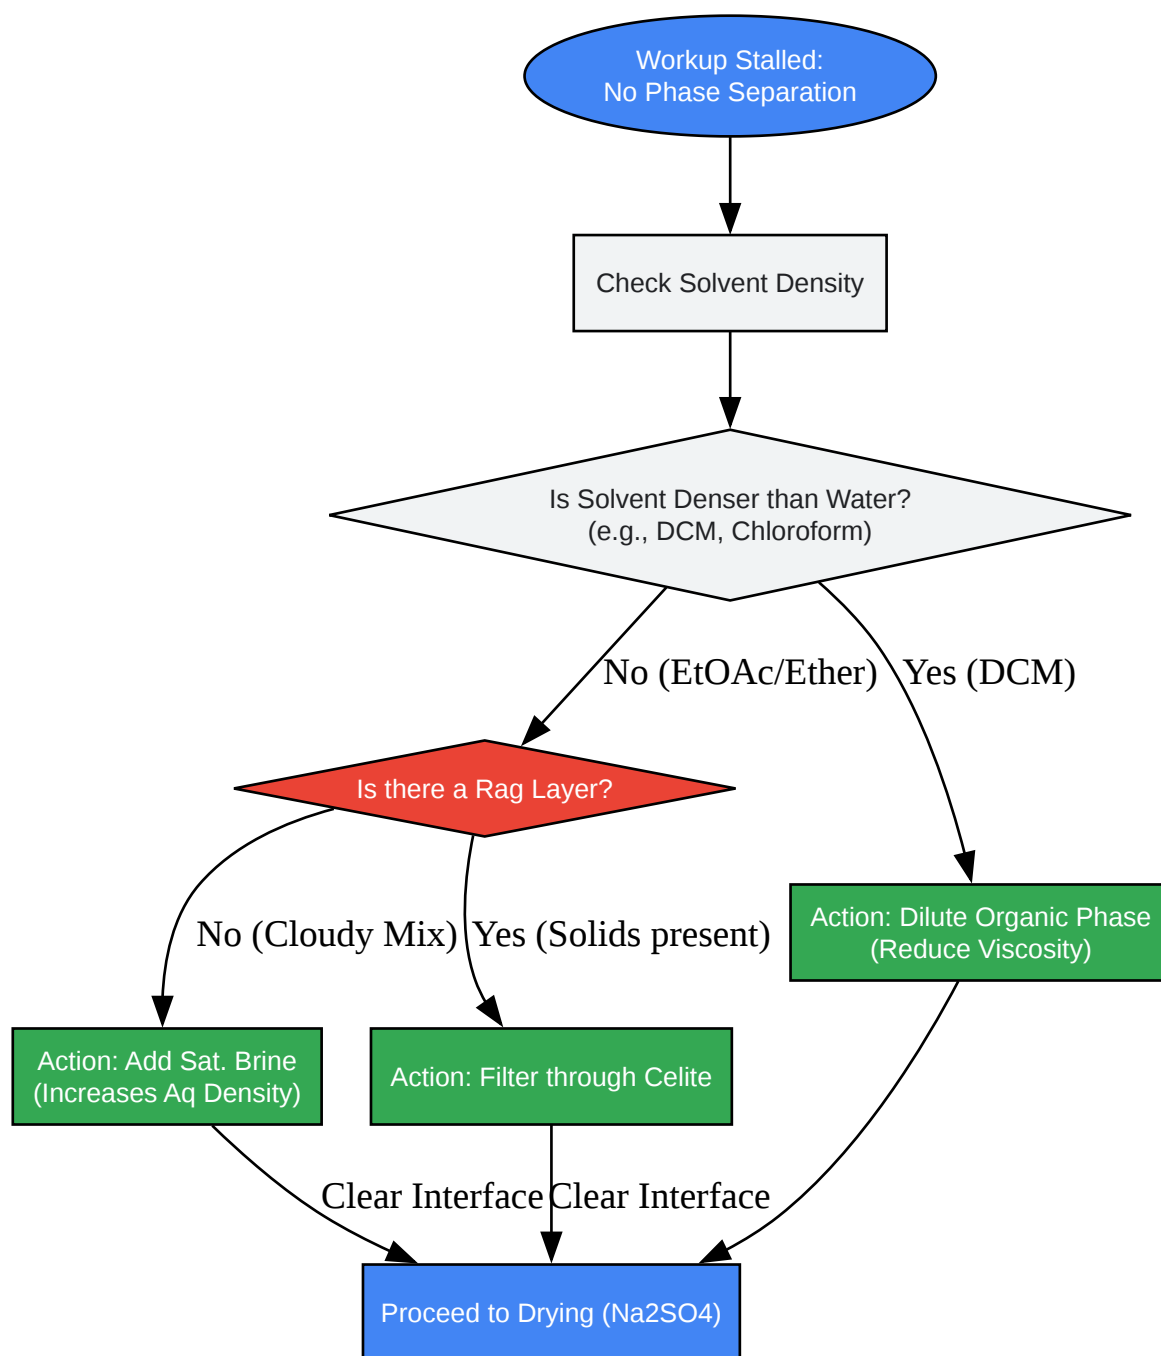 Workup Stalled:
No Phase Separation
Check Solvent Density
Is Solvent Denser than Water?
(e.g., DCM, Chloroform)
No (EtOAc/Ether)
Yes (DCM)
Is there a Rag Layer?
No (Cloudy Mix)
Yes (Solids present)
Action: Dilute Organic Phase
(Reduce Viscosity)
Action: Add Sat. Brine
(Increases Aq Density)
Action: Filter through Celite
Clear Interface
Clear Interface
Proceed to Drying (Na2SO4)